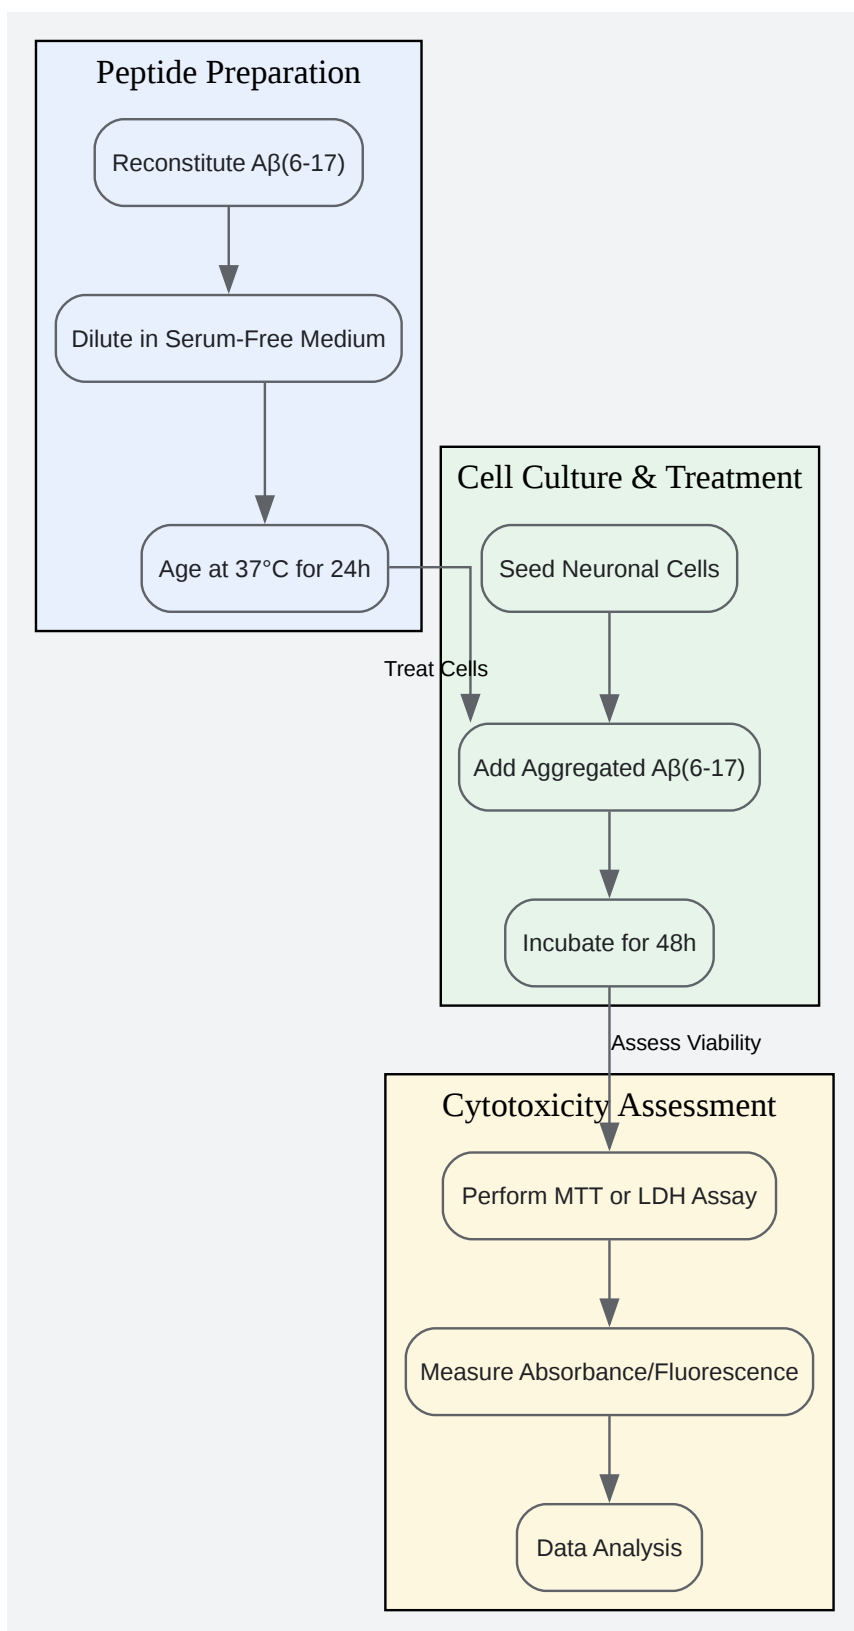 Peptide Preparation
Reconstitute Aβ(6-17)
Dilute in Serum-Free Medium
Age at 37°C for 24h
Treat Cells
Cell Culture & Treatment
Seed Neuronal Cells
Add Aggregated Aβ(6-17)
Incubate for 48h
Assess Viability
Cytotoxicity Assessment
Perform MTT or LDH Assay
Measure Absorbance/Fluorescence
Data Analysis